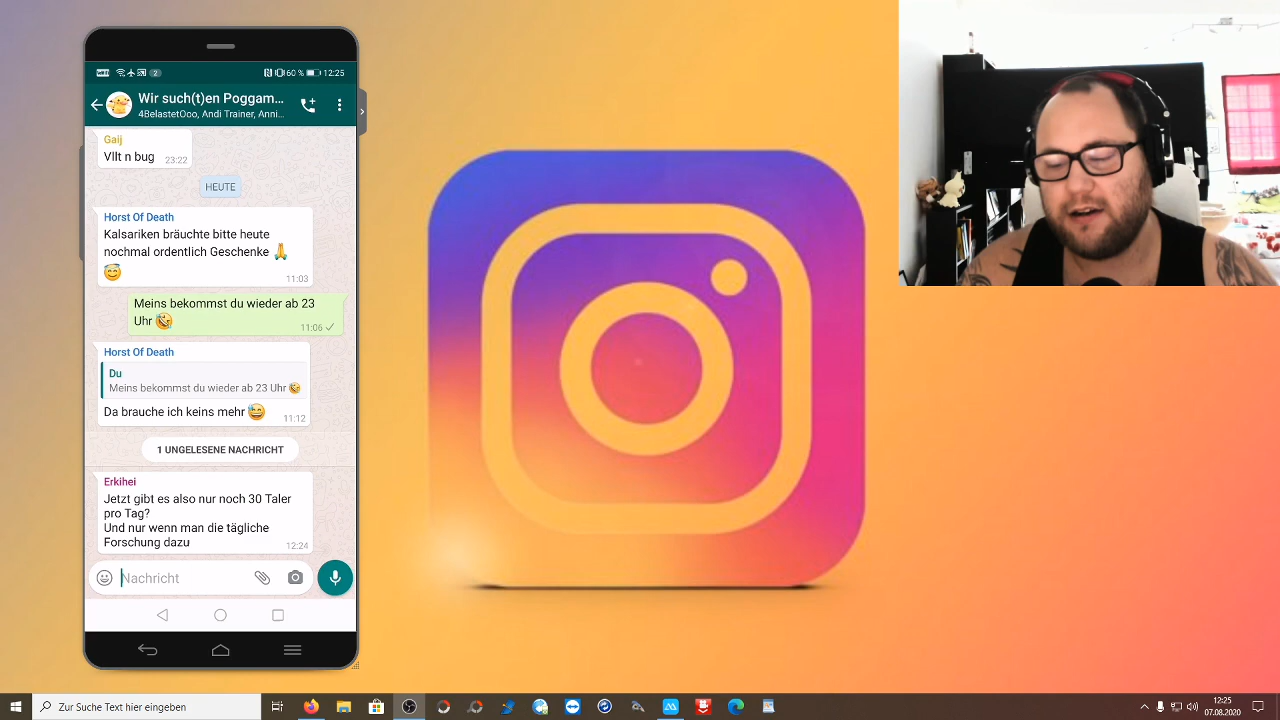 60 % 12:25
Wir such(t)en Poggam...
4BelastetOoo, Andi Trainer, Anni...
Gaij
Vllt n bug
23:22
HEUTE
Horst Of Death
Kalsariken bräuchte bitte heute
nochmal ordentlich Geschenke 🙏
😇
11:03
Meins bekommst du wieder ab 23
Uhr 🤣
11:06
Horst Of Death
Du
Meins bekommst du wieder ab 23 Uhr 🤣
Da brauche ich keins mehr 😅
11:12
1 UNGELESENE NACHRICHT
Erkihei
Jetzt gibt es also nur noch 30 Taler
pro Tag?
Und nur wenn man die tägliche
Forschung dazu
12:24
Nachricht
Zur Suche Text hier eingeben
12:25
07.08.2020